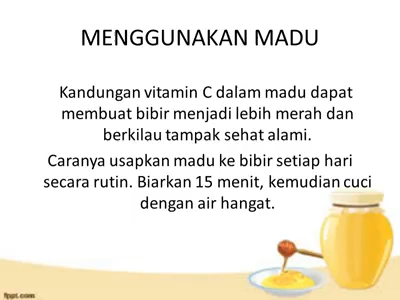 MENGGUNAKAN MADU
Kandungan vitamin C dalam madu dapat
membuat bibir menjadi lebih merah dan
berkilau tampak sehat alami.
Caranya usapkan madu ke bibir setiap hari
secara rutin. Biarkan 15 menit, kemudian cuci
dengan air hangat.
fppt.com